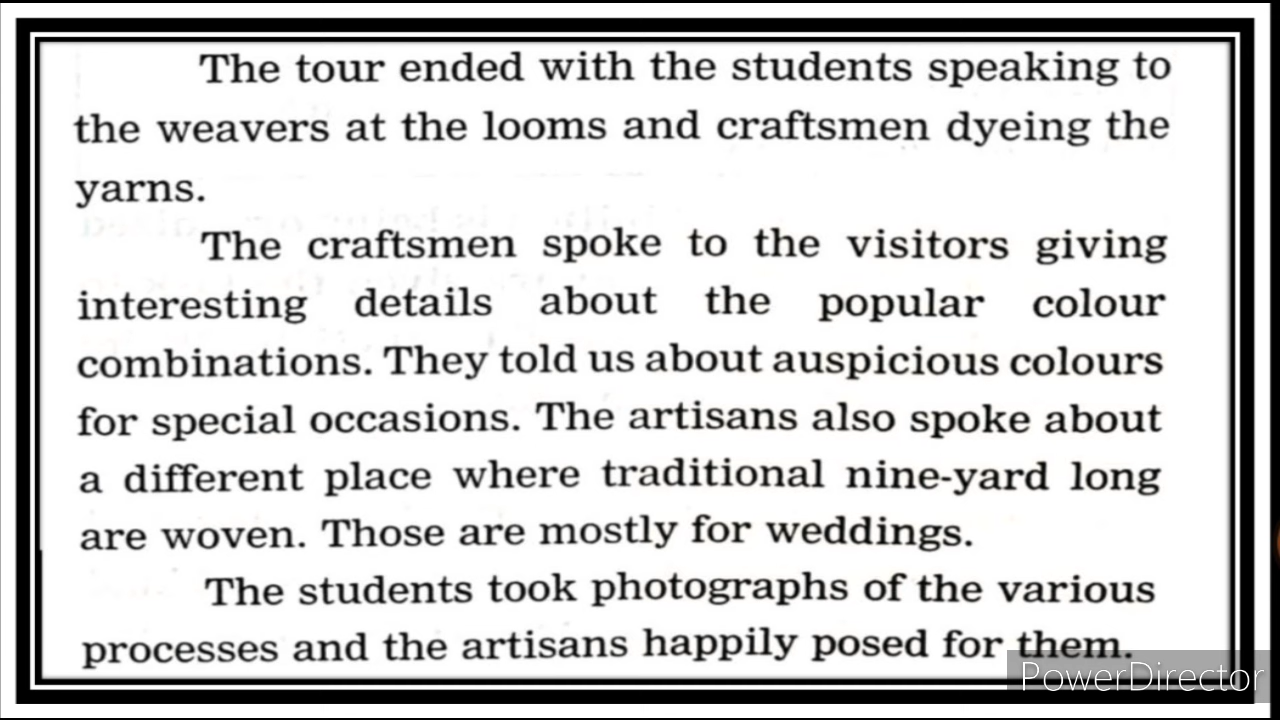 The tour ended with the students speaking to
the weavers at the looms and craftsmen dyeing the
yarns.
The craftsmen spoke to the visitors giving
interesting details about the popular colour
combinations. They told us about auspicious colours
for special occasions. The artisans also spoke about
a different place where traditional nine-yard long
are woven. Those are mostly for weddings.
The students took photographs of the various
processes and the artisans happily posed for them.
PowerDirector